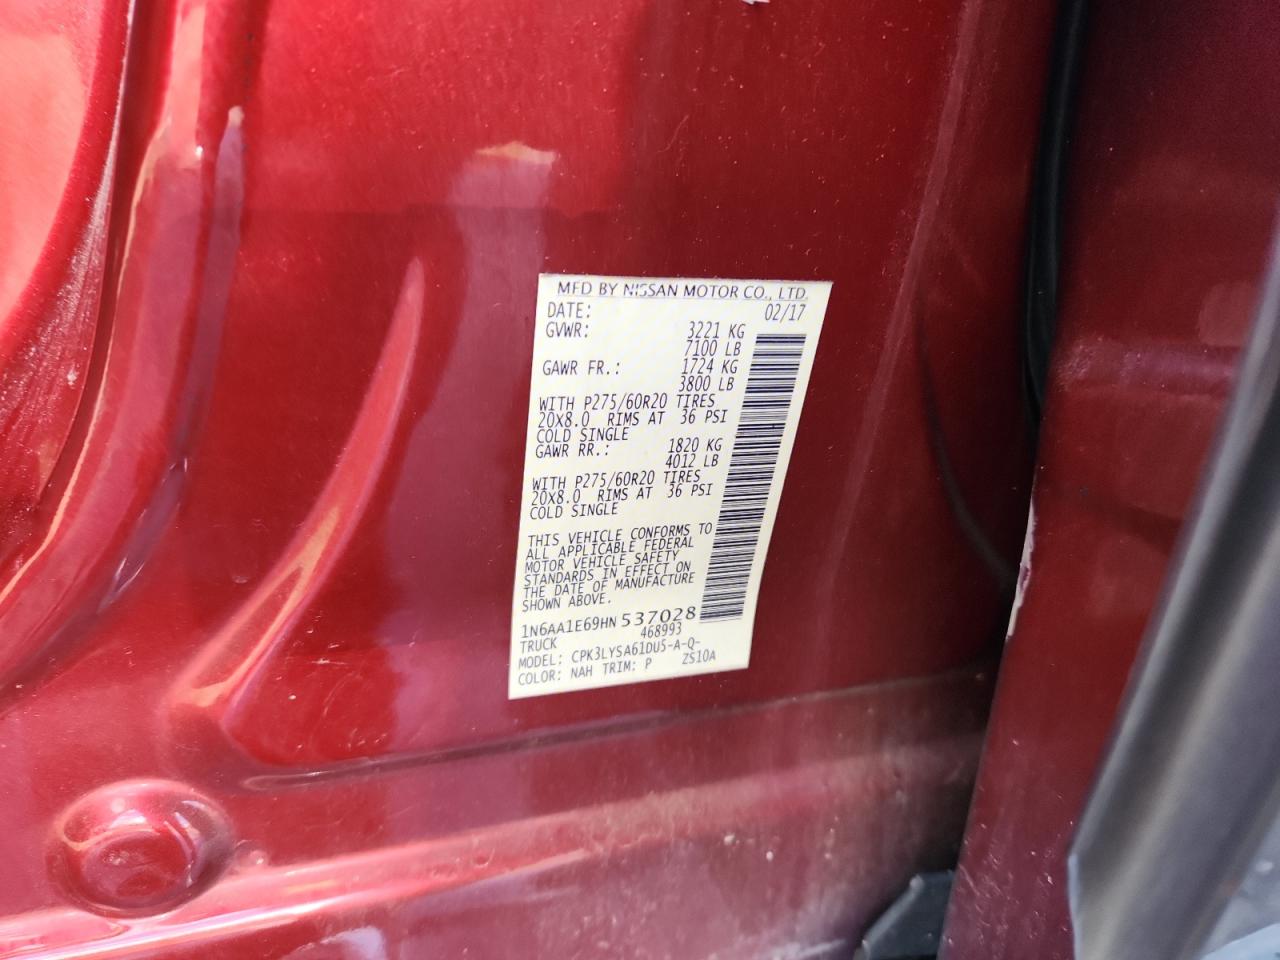 MFD BY NISSAN MOTOR CO., LTD.
DATE: 02/17
GVWR: 3221 KG
7100 LB
GAWR FR.: 1724 KG
3800 LB
WITH P275/60R20 TIRES
20X8.0 RIMS AT 36 PSI
COLD SINGLE
GAWR RR.: 1820 KG
4012 LB
WITH P275/60R20 TIRES
20X8.0 RIMS AT 36 PSI
COLD SINGLE
THIS VEHICLE CONFORMS TO
ALL APPLICABLE FEDERAL
MOTOR VEHICLE SAFETY
STANDARDS IN EFFECT ON
THE DATE OF MANUFACTURE
SHOWN ABOVE.
1N6AA1E69HN537028
TRUCK 468993
MODEL: CPK3LYSA61DU5-A-Q-
COLOR: NAH TRIM: P ZS10A